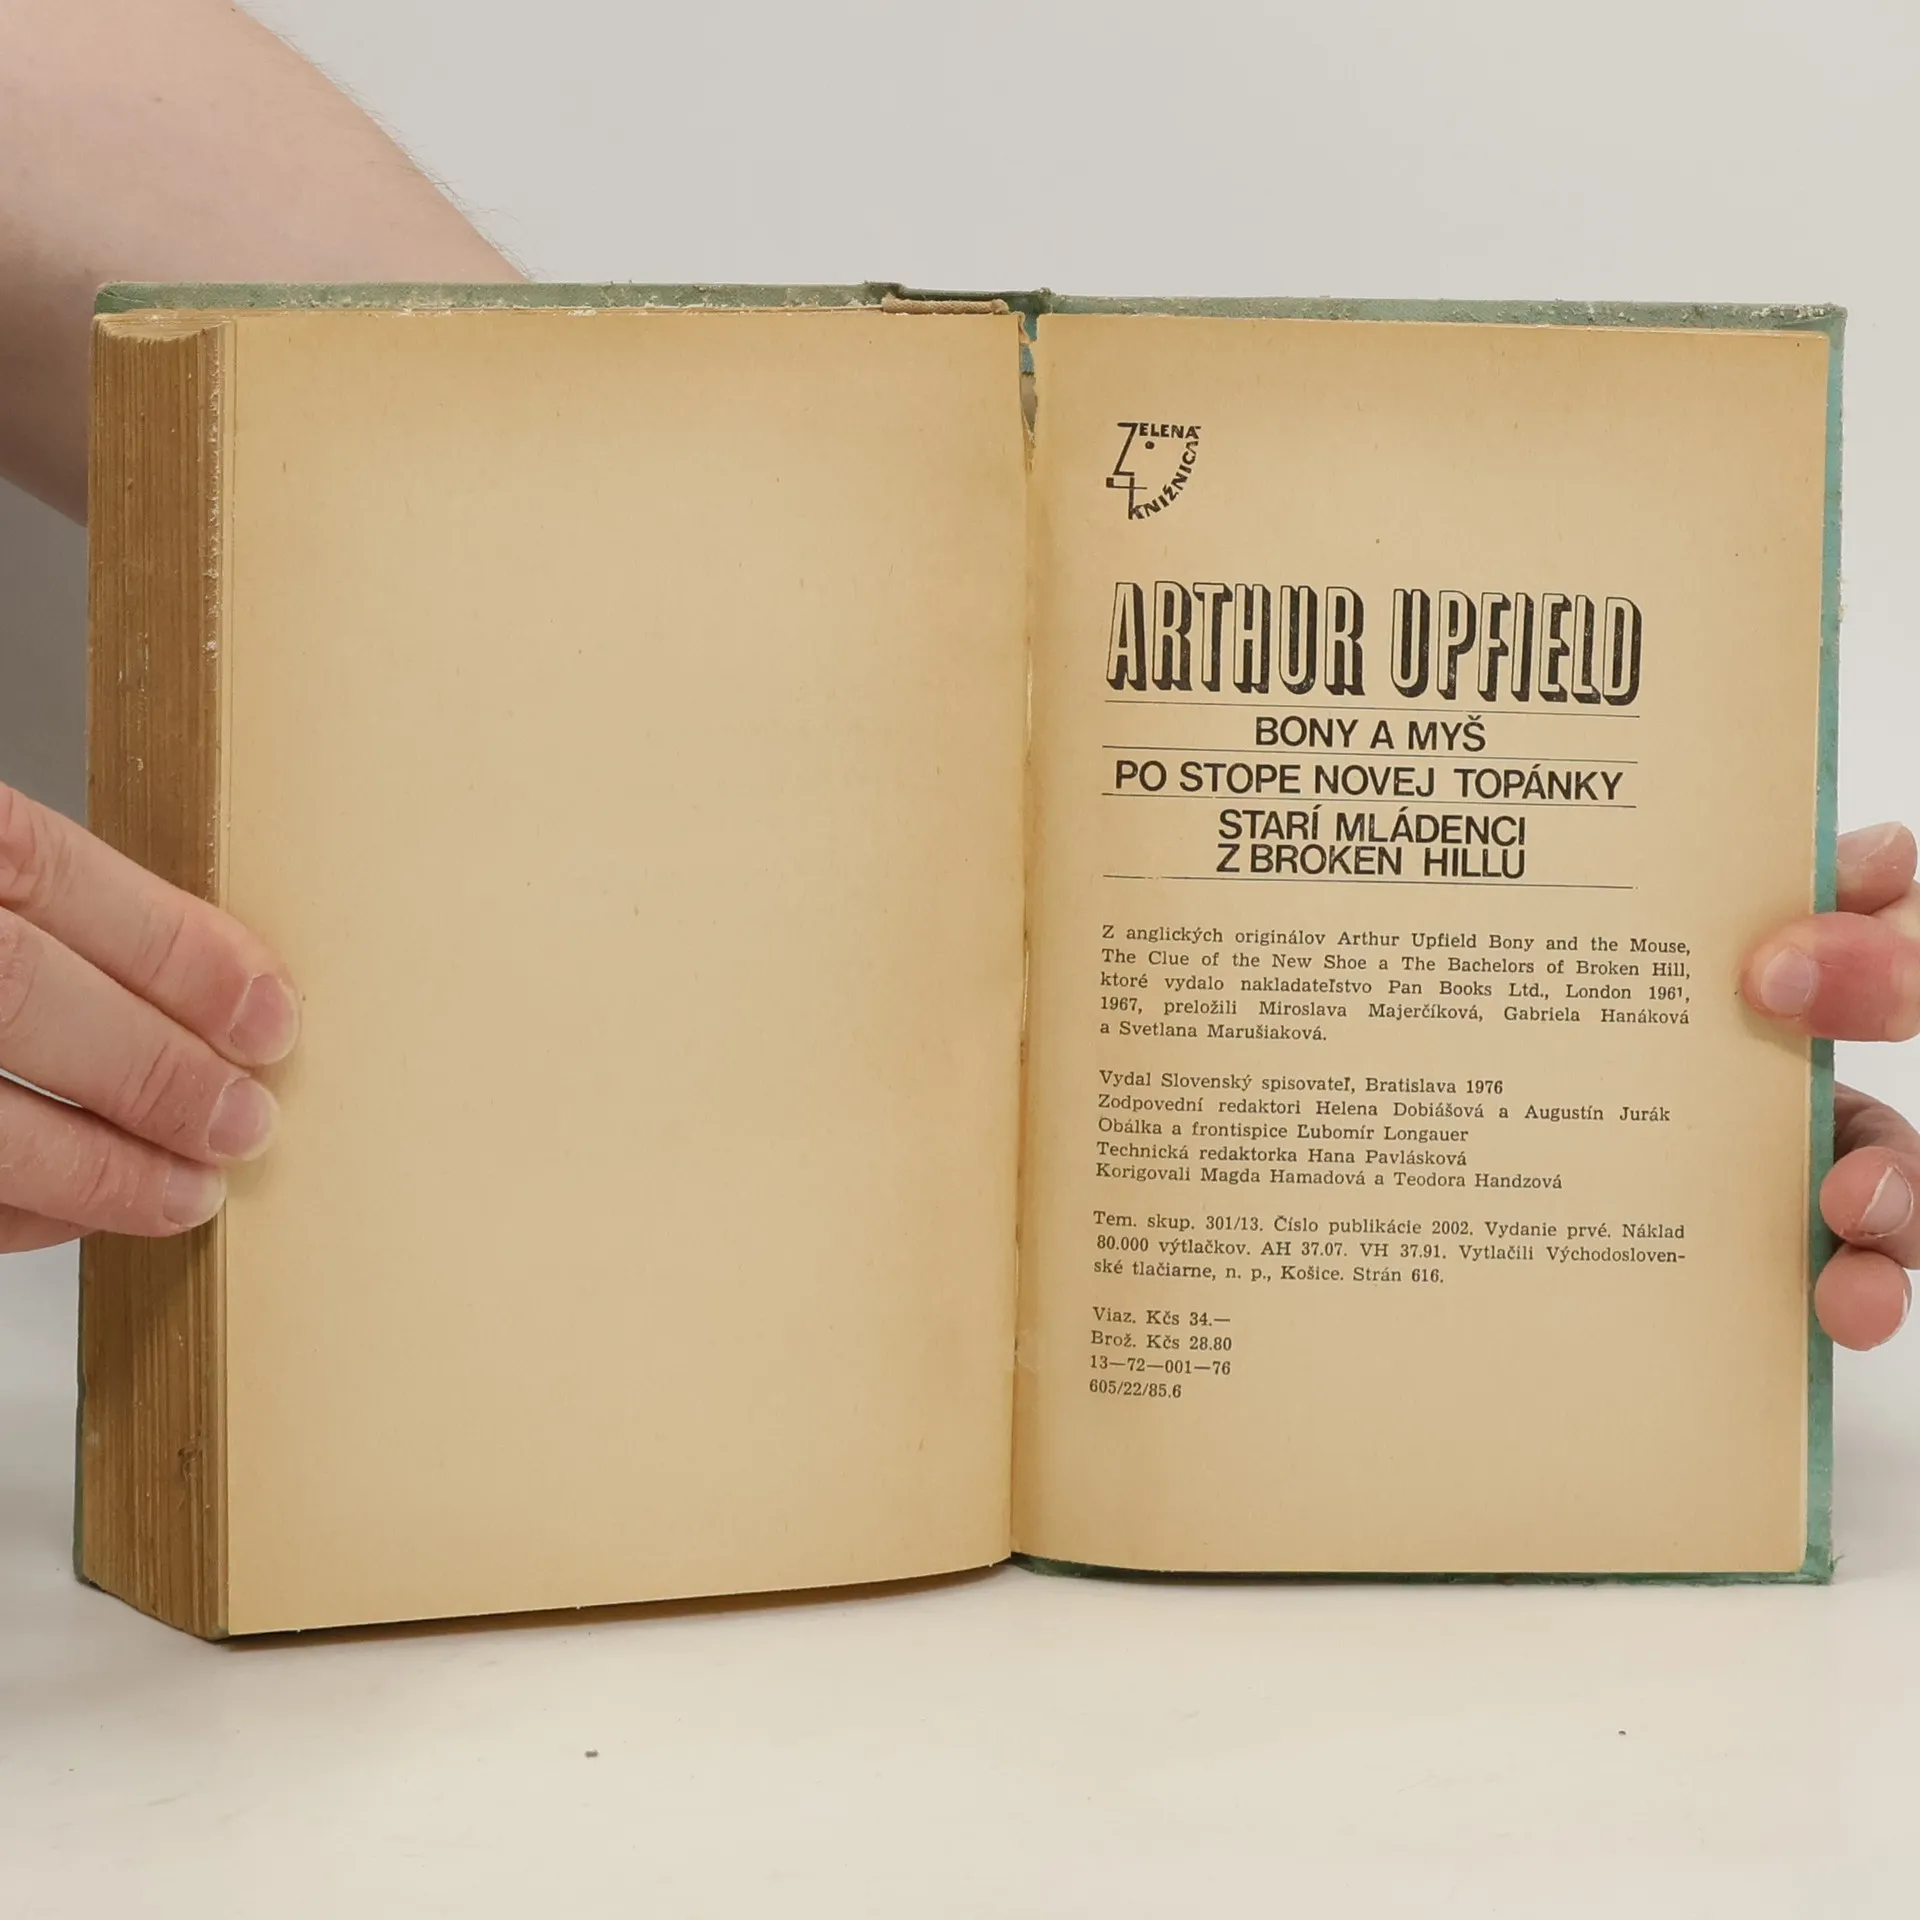 ZELENÁ
KNIŽNICA
ARTHUR UPFIELD
BONY A MYŠ
PO STOPE NOVEJ TOPÁNKY
STARÍ MLÁDENCI
Z BROKEN HILLU
Z anglických originálov Arthur Upfield Bony and the Mouse,
The Clue of the New Shoe a The Bachelors of Broken Hill,
ktoré vydalo nakladateľstvo Pan Books Ltd., London 1961,
1967, preložili Miroslava Majerčíková, Gabriela Hanáková
a Svetlana Marušiaková.
Vydal Slovenský spisovateľ, Bratislava 1976
Zodpovední redaktori Helena Dobiášová a Augustín Jurák
Obálka a frontispice Ľubomír Longauer
Technická redaktorka Hana Pavlásková
Korigovali Magda Hamadová a Teodora Handzová
Tem. skup. 301/13. Číslo publikácie 2002. Vydanie prvé. Náklad
80.000 výtlačkov. AH 37.07. VH 37.91. Vytlačili Východosloven-
ské tlačiarne, n. p., Košice. Strán 616.
Viaz. Kčs 34.—
Brož. Kčs 28.80
13—72—001—76
605/22/85.6